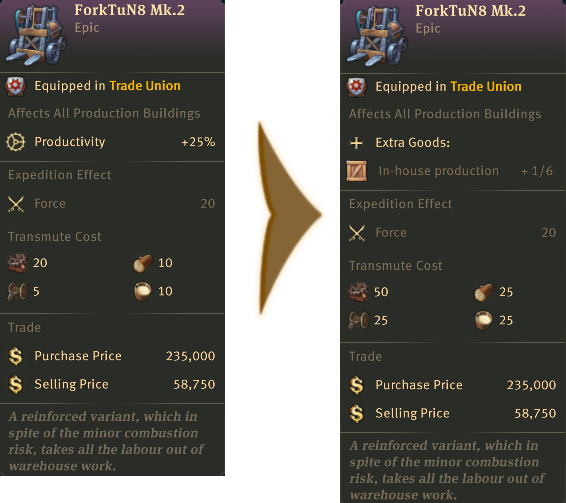 ForkTuN8 Mk.2
Epic
Equipped in Trade Union
Affects All Production Buildings
Productivity +25%
Expedition Effect
Force 20
Transmute Cost
20 10
5 10
Trade
Purchase Price 235,000
Selling Price 58,750
A reinforced variant, which in
spite of the minor combustion
risk, takes all the labour out of
warehouse work.
ForkTuN8 Mk.2
Epic
Equipped in Trade Union
Affects All Production Buildings
Extra Goods:
In-house production + 1/6
Expedition Effect
Force 20
Transmute Cost
50 25
25 25
Trade
Purchase Price 235,000
Selling Price 58,750
A reinforced variant, which in
spite of the minor combustion
risk, takes all the labour out of
warehouse work.